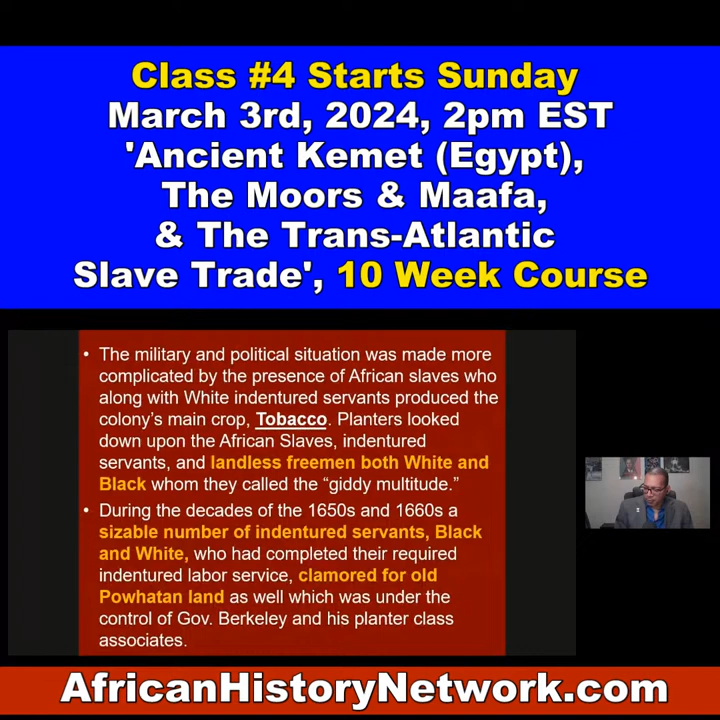 Class #4 Starts Sunday
March 3rd, 2024, 2pm EST
'Ancient Kemet (Egypt),
The Moors & Maafa,
& The Trans-Atlantic
Slave Trade', 10 Week Course
• The military and political situation was made more
complicated by the presence of African slaves who
along with White indentured servants produced the
colony's main crop, Tobacco. Planters looked
down upon the African Slaves, indentured
servants, and landless freemen both White and
Black whom they called the “giddy multitude.”
• During the decades of the 1650s and 1660s a
sizable number of indentured servants, Black
and White, who had completed their required
indentured labor service, clamored for old
Powhatan land as well which was under the
control of Gov. Berkeley and his planter class
associates.
AfricanHistoryNetwork.com